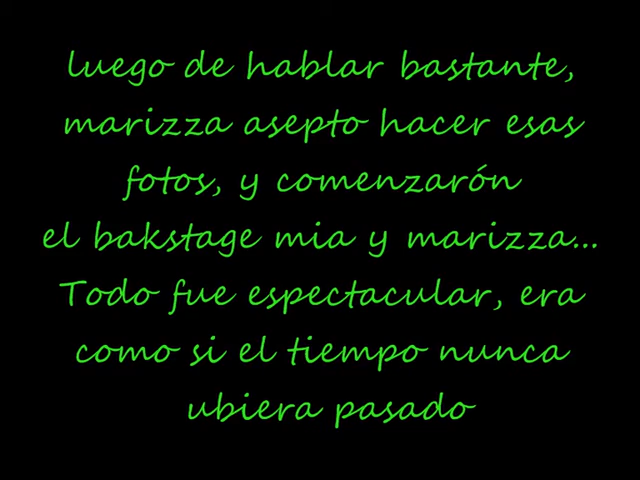 luego de hablar bastante,
marizza asepto hacer esas
fotos, y comenzarón
el bakstage mia y marizza...
Todo fue espectacular, era
como si el tiempo nunca
ubiera pasado